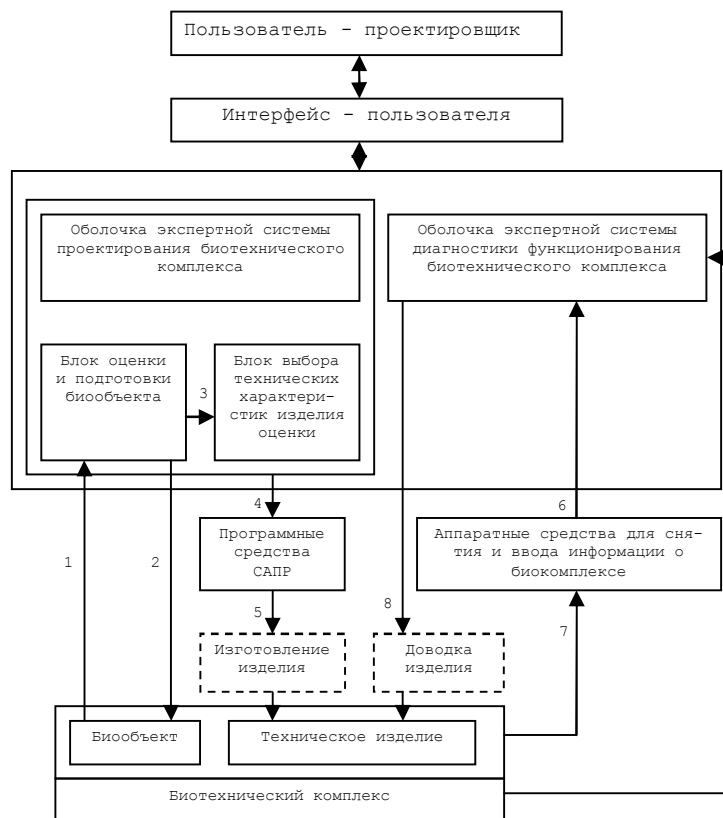 Пользователь - проектировщик
Интерфейс - пользователя
Оболочка экспертной системы
проектирования биотехнического
комплекса
Оболочка экспертной системы
диагностики функционирования
биотехнического комплекса
Блок оценки
и подготовки
биообъекта
3
Блок выбора
технических
характери-
стик изделия
оценки
4
6
Программные
средства
САПР
Аппаратные средства для сня-
тия и ввода информации о
биокомплексе
1
2
5
8
7
Изготовление
изделия
Доводка
изделия
Биообъект
Техническое изделие
Биотехнический комплекс